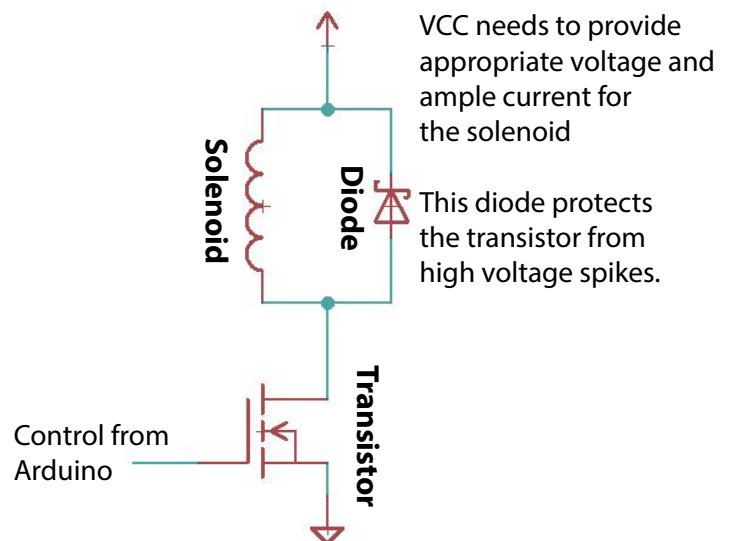 VCC needs to provide
appropriate voltage and
ample current for
the solenoid
Solenoid
Diode
This diode protects
the transistor from
high voltage spikes.
Transistor
Control from
Arduino